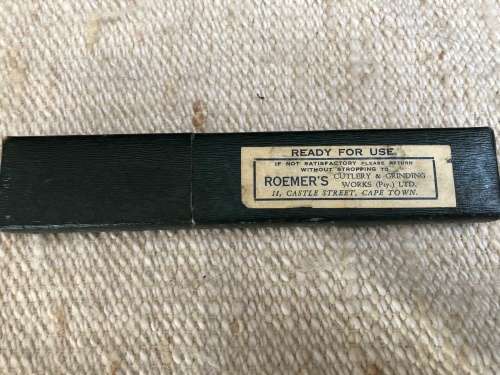 READY FOR USE.
IF NOT SATISFACTORY PLEASE RETURN
WITHOUT STROPPING TO
ROEMER'S CUTLERY & GRINDING
WORKS (Pty.) LTD.
11, CASTLE STREET, CAPE TOWN.